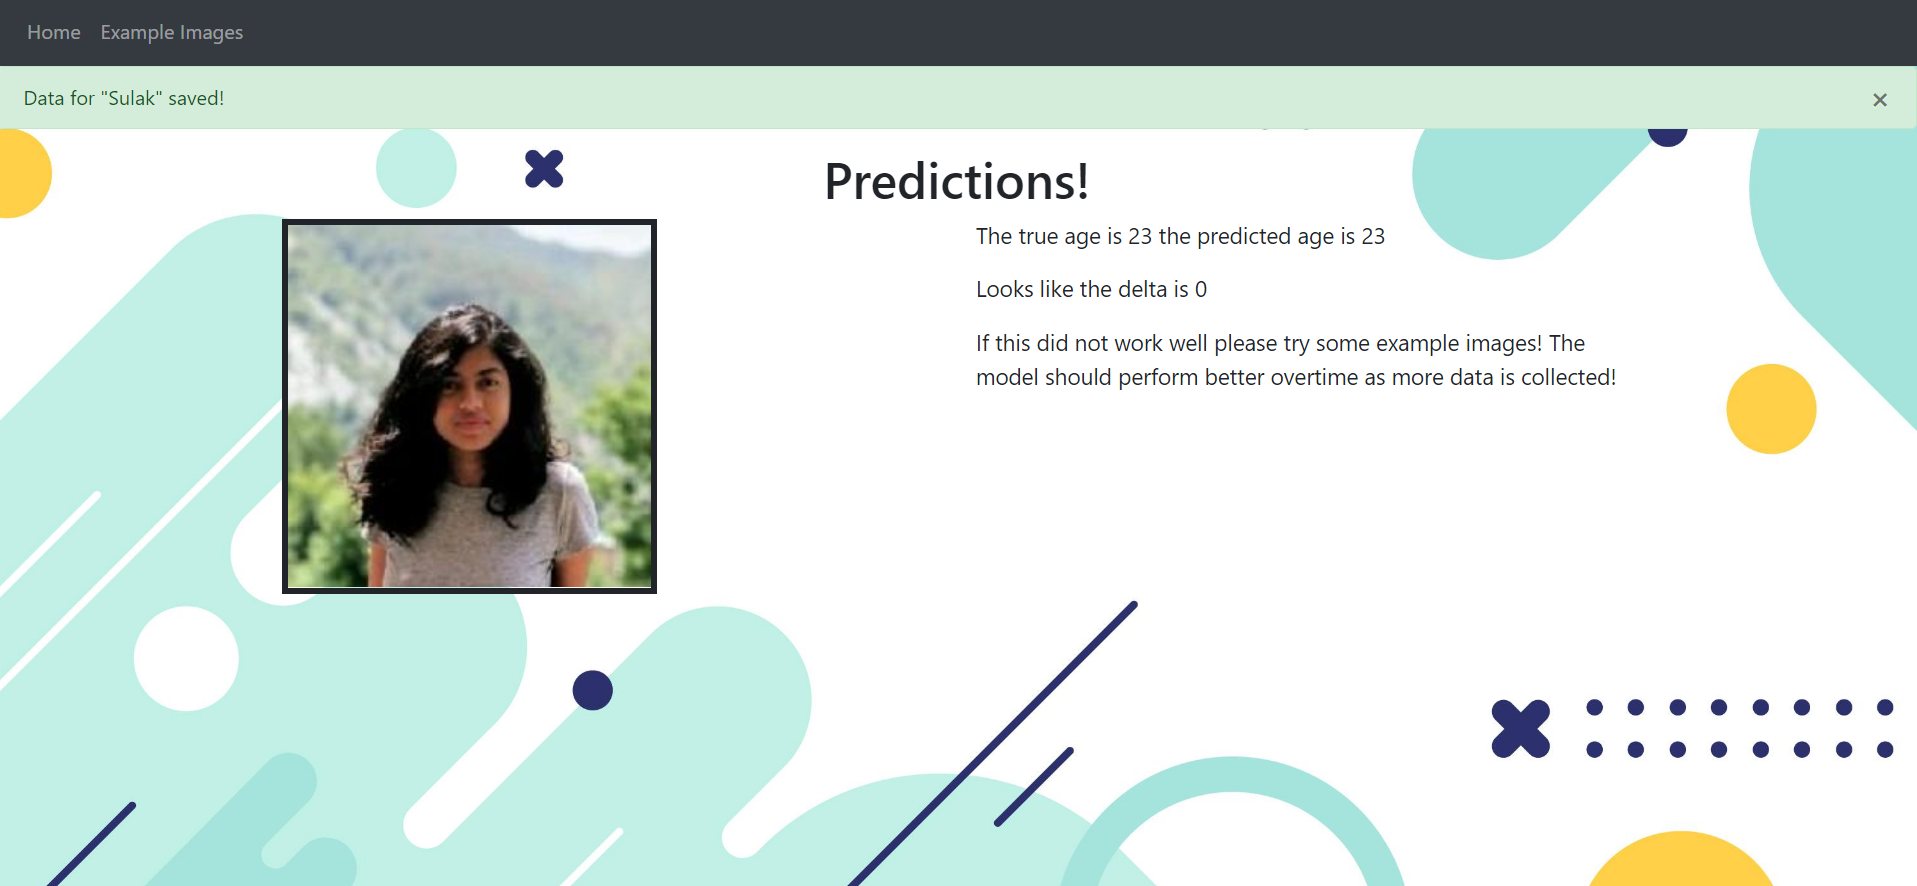 Home Example Images
Data for "Sulak" saved!
×
Predictions!
The true age is 23 the predicted age is 23
Looks like the delta is 0
If this did not work well please try some example images! The
model should perform better overtime as more data is collected!